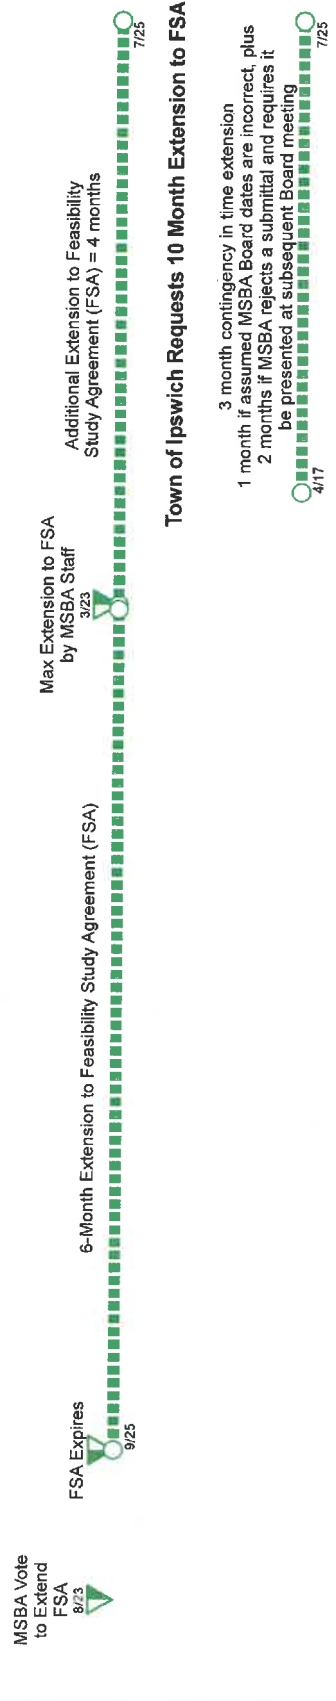 MSBA Vote
to Extend
FSA
8/23
FSA Expires
9/25
6-Month Extension to Feasibility Study Agreement (FSA)
Max Extension to FSA
by MSBA Staff
3/23
Additional Extension to Feasibility
Study Agreement (FSA) = 4 months
7/25
Town of Ipswich Requests 10 Month Extension to FSA
3 month contingency in time extension
1 month if assumed MSBA Board dates are incorrect, plus
2 months if MSBA rejects a submittal and requires it
be presented at subsequent Board meeting
4/17
7/25